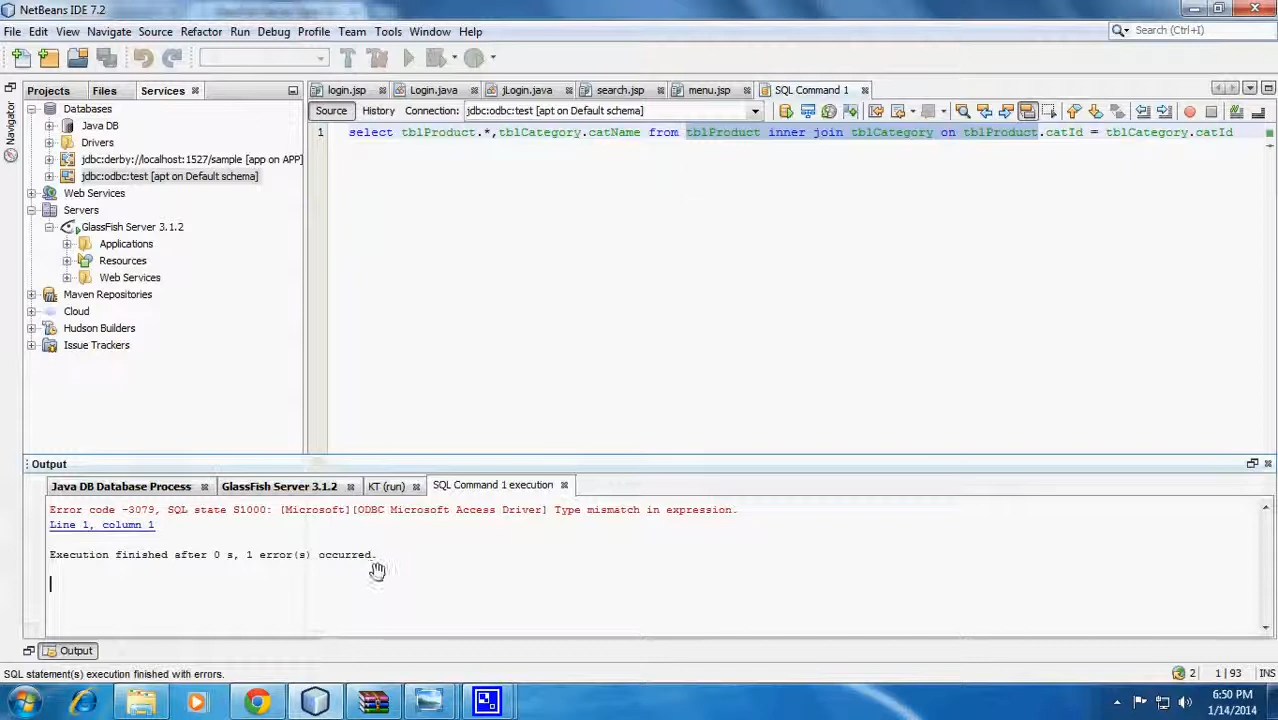 NetBeans IDE 7.2
File Edit View Navigate Source Refactor Run Debug Profile Team Tools Window Help
Search (Ctrl+I)
Projects Files Services
login.jsp Login.java jLogin.java search.jsp menu.jsp SQL Command 1
Navigator
Source History Connection: jdbc:odbc:test [apt on Default schema]
1 select tblProduct.*,tblCategory.catName from tblProduct inner join tblCategory on tblProduct.catId = tblCategory.catId
Databases
Java DB
Drivers
jdbc:derby://localhost:1527/sample [app on APP]
jdbc:odbc:test [apt on Default schema]
Web Services
Servers
GlassFish Server 3.1.2
Applications
Resources
Web Services
Maven Repositories
Cloud
Hudson Builders
Issue Trackers
Output
Java DB Database Process GlassFish Server 3.1.2 KT (run) SQL Command 1 execution
Error code -3079, SQL state S1000: [Microsoft][ODBC Microsoft Access Driver] Type mismatch in expression.
Line 1, column 1
Execution finished after 0 s, 1 error(s) occurred.
Output
SQL statement(s) execution finished with errors.
2 1|93 INS
6:50 PM
1/14/2014